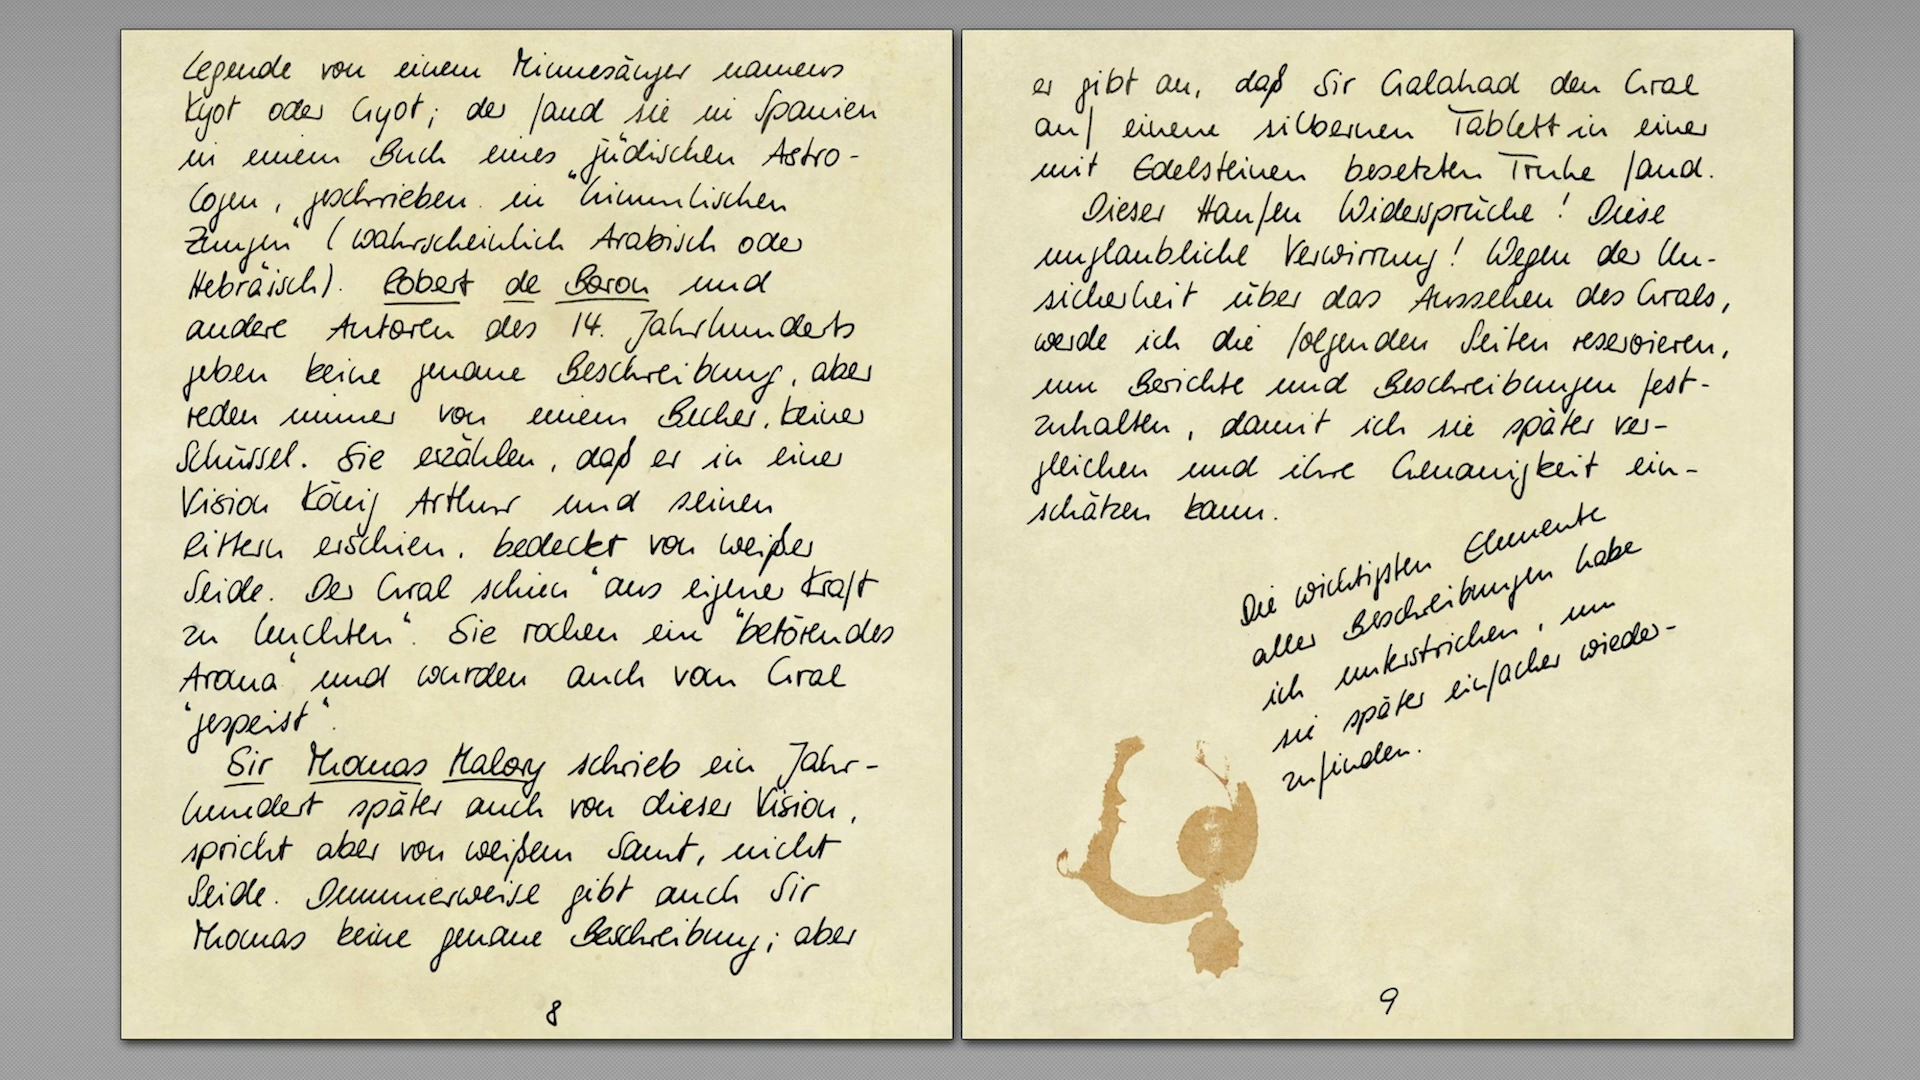 Legende von einem Minnesänger namens
Kyot oder Gyot; der fand sie in Spanien
in einem Buch eines jüdischen Astro-
logen, geschrieben in "himmlischen
Zungen" (wahrscheinlich Arabisch oder
Hebräisch). Robert de Boron und
andere Autoren des 14. Jahrhunderts
geben keine genaue Beschreibung, aber
reden immer von einem Becher, keiner
Schüssel. Sie erzählen, daß er in einer
Vision König Arthur und seinen
Rittern erschien, bedeckt von weißer
Seide. Der Gral schien "aus eigener Kraft
zu leuchten". Sie rochen ein "betörendes
Aroma" und wurden auch vom Gral
"gespeist".
Sir Thomas Malory schrieb ein Jahr-
hundert später auch von dieser Vision,
spricht aber von weißem Samt, nicht
Seide. Dummerweise gibt auch Sir
Thomas keine genaue Beschreibung; aber
8
er gibt an, daß Sir Galahad den Gral
auf einem silbernen Tablett in einer
mit Edelsteinen besetzten Truhe fand.
Dieser Haufen Widersprüche! Diese
unglaubliche Verwirrung! Wegen der Un-
sicherheit über das Aussehen des Grals,
werde ich die folgenden Seiten reservieren,
um Berichte und Beschreibungen fest-
zuhalten, damit ich sie später ver-
gleichen und ihre Genauigkeit ein-
schätzen kann.
Die wichtigsten Elemente
aller Beschreibungen habe
ich unterstrichen, um
sie später einfacher wieder-
zufinden.
9